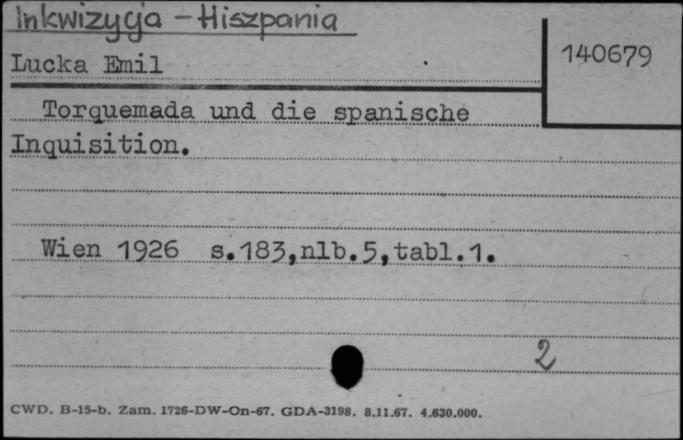 Inkwizycja - Hiszpania
140679
Lucka Emil
Torquemada und die spanische
Inquisition.
Wien 1926 s.183,nlb.5,tabl.1.
2
CWD. B-15-b. Zam. 1726-DW-On-67. GDA-3198. 8.11.67. 4.630.000.